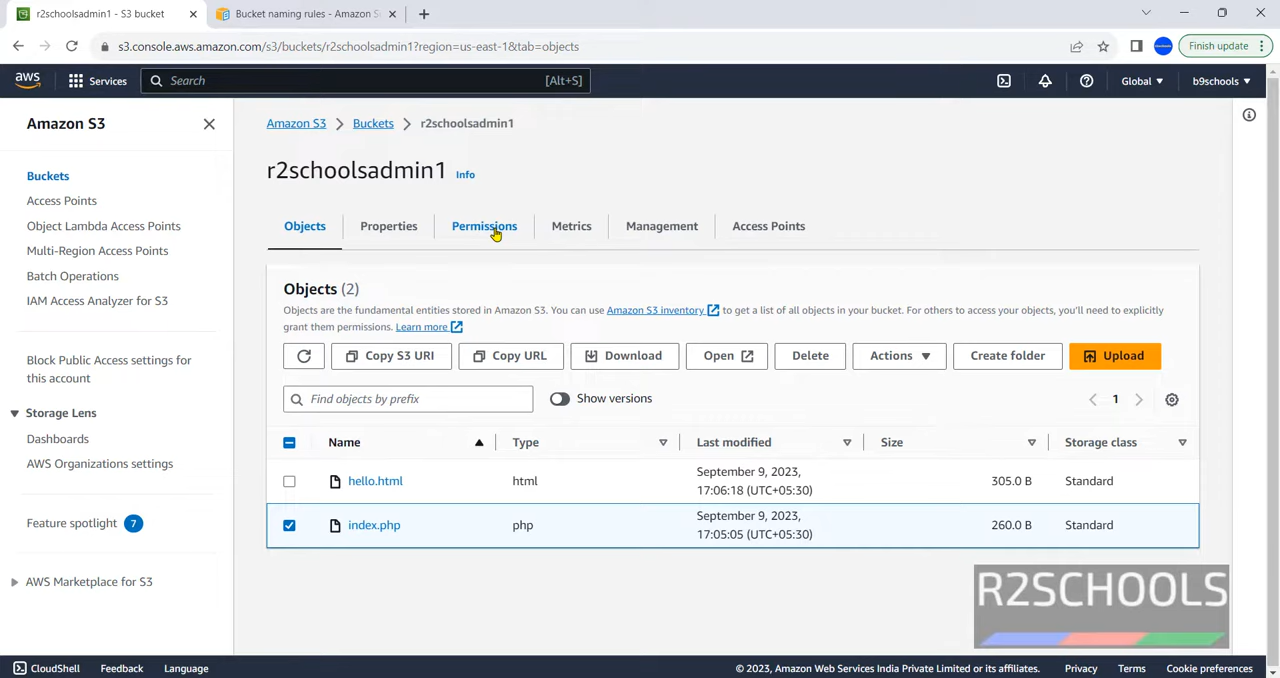 r2schoolsadmin1 - S3 bucket
Bucket naming rules - Amazon S
s3.console.aws.amazon.com/s3/buckets/r2schoolsadmin1?region=us-east-1&tab=objects
Finish update
aws
Services
Search
[Alt+S]
Global
b9schools
Amazon S3
Buckets
Access Points
Object Lambda Access Points
Multi-Region Access Points
Batch Operations
IAM Access Analyzer for S3
Block Public Access settings for
this account
Storage Lens
Dashboards
AWS Organizations settings
Feature spotlight 7
AWS Marketplace for S3
Amazon S3 > Buckets > r2schoolsadmin1
r2schoolsadmin1 Info
Objects Properties Permissions Metrics Management Access Points
Objects (2)
Objects are the fundamental entities stored in Amazon S3. You can use Amazon S3 inventory to get a list of all objects in your bucket. For others to access your objects, you'll need to explicitly
grant them permissions. Learn more
Copy S3 URI Copy URL Download Open Delete Actions Create folder Upload
Find objects by prefix Show versions 1
Name Type Last modified Size Storage class
hello.html html September 9, 2023, 17:06:18 (UTC+05:30) 305.0 B Standard
index.php php September 9, 2023, 17:05:05 (UTC+05:30) 260.0 B Standard
R2SCHOOLS
CloudShell Feedback Language © 2023, Amazon Web Services India Private Limited or its affiliates. Privacy Terms Cookie preferences